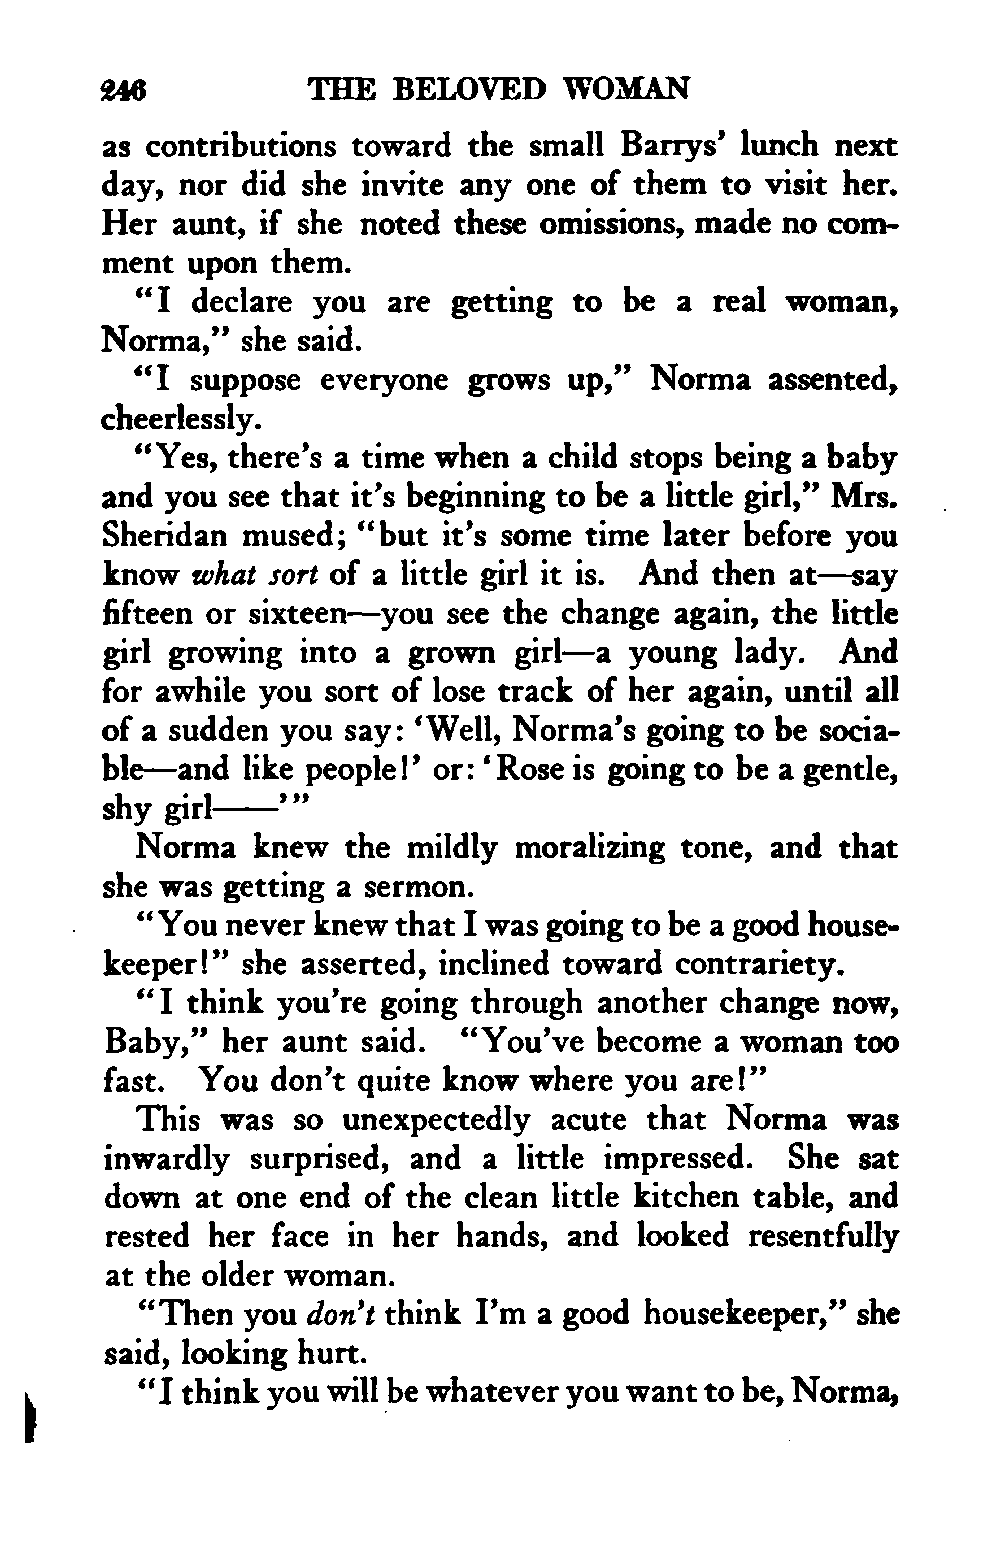 246 THE BELOVED WOMAN
as contributions toward the small Barrys' lunch next
day, nor did she invite any one of them to visit her.
Her aunt, if she noted these omissions, made no com-
ment upon them.
"I declare you are getting to be a real woman,
Norma," she said.
"I suppose everyone grows up," Norma assented,
cheerlessly.
"Yes, there's a time when a child stops being a baby
and you see that it's beginning to be a little girl," Mrs.
Sheridan mused; "but it's some time later before you
know what sort of a little girl it is. And then at—say
fifteen or sixteen—you see the change again, the little
girl growing into a grown girl—a young lady. And
for awhile you sort of lose track of her again, until all
of a sudden you say: 'Well, Norma's going to be socia-
ble—and like people!' or: 'Rose is going to be a gentle,
shy girl——'"
Norma knew the mildly moralizing tone, and that
she was getting a sermon.
"You never knew that I was going to be a good house-
keeper!" she asserted, inclined toward contrariety.
"I think you're going through another change now,
Baby," her aunt said. "You've become a woman too
fast. You don't quite know where you are!"
This was so unexpectedly acute that Norma was
inwardly surprised, and a little impressed. She sat
down at one end of the clean little kitchen table, and
rested her face in her hands, and looked resentfully
at the older woman.
"Then you don't think I'm a good housekeeper," she
said, looking hurt.
"I think you will be whatever you want to be, Norma,